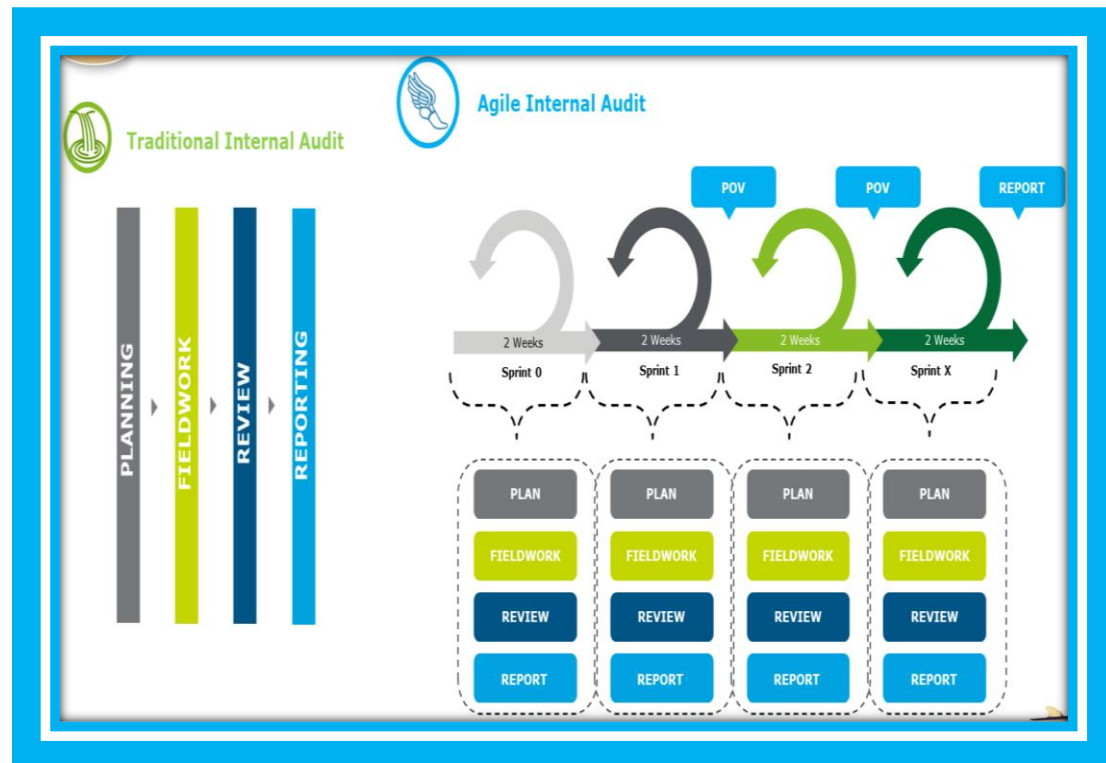 Agile Internal Audit
Traditional Internal Audit
PLANNING
FIELDWORK
REVIEW
REPORTING
POV
POV
REPORT
2 Weeks
2 Weeks
2 Weeks
2 Weeks
Sprint 0
Sprint 1
Sprint 2
Sprint X
PLAN
PLAN
PLAN
PLAN
FIELDWORK
FIELDWORK
FIELDWORK
FIELDWORK
REVIEW
REVIEW
REVIEW
REVIEW
REPORT
REPORT
REPORT
REPORT